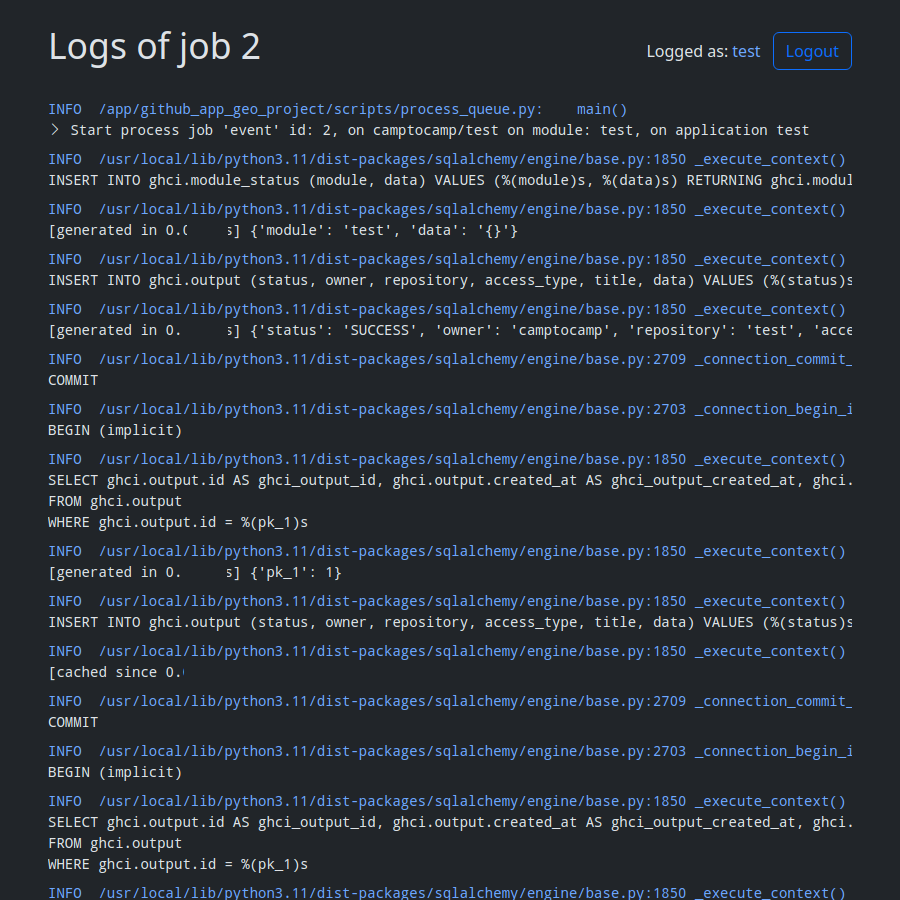 Logs of job 2
Logged as: test
Logout
INFO /app/github_app_geo_project/scripts/process_queue.py: main()
> Start process job 'event' id: 2, on camptocamp/test on module: test, on application test
INFO /usr/local/lib/python3.11/dist-packages/sqlalchemy/engine/base.py:1850 _execute_context()
INSERT INTO ghci.module_status (module, data) VALUES (%(module)s, %(data)s) RETURNING ghci.modul
INFO /usr/local/lib/python3.11/dist-packages/sqlalchemy/engine/base.py:1850 _execute_context()
[generated in 0.0 s] {'module': 'test', 'data': '{}'}
INFO /usr/local/lib/python3.11/dist-packages/sqlalchemy/engine/base.py:1850 _execute_context()
INSERT INTO ghci.output (status, owner, repository, access_type, title, data) VALUES (%(status)s
INFO /usr/local/lib/python3.11/dist-packages/sqlalchemy/engine/base.py:1850 _execute_context()
[generated in 0. s] {'status': 'SUCCESS', 'owner': 'camptocamp', 'repository': 'test', 'acce
INFO /usr/local/lib/python3.11/dist-packages/sqlalchemy/engine/base.py:2709 _connection_commit_
COMMIT
INFO /usr/local/lib/python3.11/dist-packages/sqlalchemy/engine/base.py:2703 _connection_begin_i
BEGIN (implicit)
INFO /usr/local/lib/python3.11/dist-packages/sqlalchemy/engine/base.py:1850 _execute_context()
SELECT ghci.output.id AS ghci_output_id, ghci.output.created_at AS ghci_output_created_at, ghci.
FROM ghci.output
WHERE ghci.output.id = %(pk_1)s
INFO /usr/local/lib/python3.11/dist-packages/sqlalchemy/engine/base.py:1850 _execute_context()
[generated in 0. s] {'pk_1': 1}
INFO /usr/local/lib/python3.11/dist-packages/sqlalchemy/engine/base.py:1850 _execute_context()
INSERT INTO ghci.output (status, owner, repository, access_type, title, data) VALUES (%(status)s
INFO /usr/local/lib/python3.11/dist-packages/sqlalchemy/engine/base.py:1850 _execute_context()
[cached since 0.
INFO /usr/local/lib/python3.11/dist-packages/sqlalchemy/engine/base.py:2709 _connection_commit_
COMMIT
INFO /usr/local/lib/python3.11/dist-packages/sqlalchemy/engine/base.py:2703 _connection_begin_i
BEGIN (implicit)
INFO /usr/local/lib/python3.11/dist-packages/sqlalchemy/engine/base.py:1850 _execute_context()
SELECT ghci.output.id AS ghci_output_id, ghci.output.created_at AS ghci_output_created_at, ghci.
FROM ghci.output
WHERE ghci.output.id = %(pk_1)s
INFO /usr/local/lib/python3.11/dist-packages/sqlalchemy/engine/base.py:1850 _execute_context()